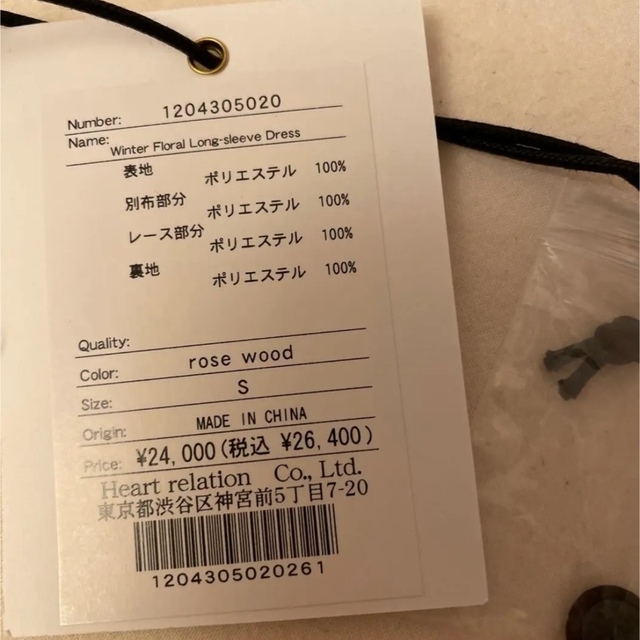 Number: 1204305020
Name: Winter Floral Long-sleeve Dress
表地 ポリエステル 100%
別布部分 ポリエステル 100%
レース部分 ポリエステル 100%
裏地 ポリエステル 100%
Quality:
Color: rose wood
Size: S
Origin: MADE IN CHINA
Price: ¥24,000(税込 ¥26,400)
Heart relation Co., Ltd.
東京都渋谷区神宮前5丁目7-20
1204305020261